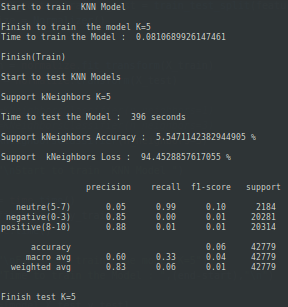 Start to train  KNN Model
Finish to train  the model K=5
Time to train the Model :  0.0810689926147461
Finish(Train)
Start to test KNN Models
Support kNeighbors K=5
Time to test the Model :  396 seconds
Support kNeighbors Accuracy :  5.5471142382944905 %
Support  kNeighbors Loss :  94.4528857617055 %
precision    recall  f1-score   support
neutre(5-7)       0.05      0.99      0.10      2184
negative(0-3)       0.85      0.00      0.01     20281
positive(8-10)       0.88      0.01      0.01     20314
accuracy                           0.06     42779
macro avg       0.60      0.33      0.04     42779
weighted avg       0.83      0.06      0.01     42779
Finish test K=5